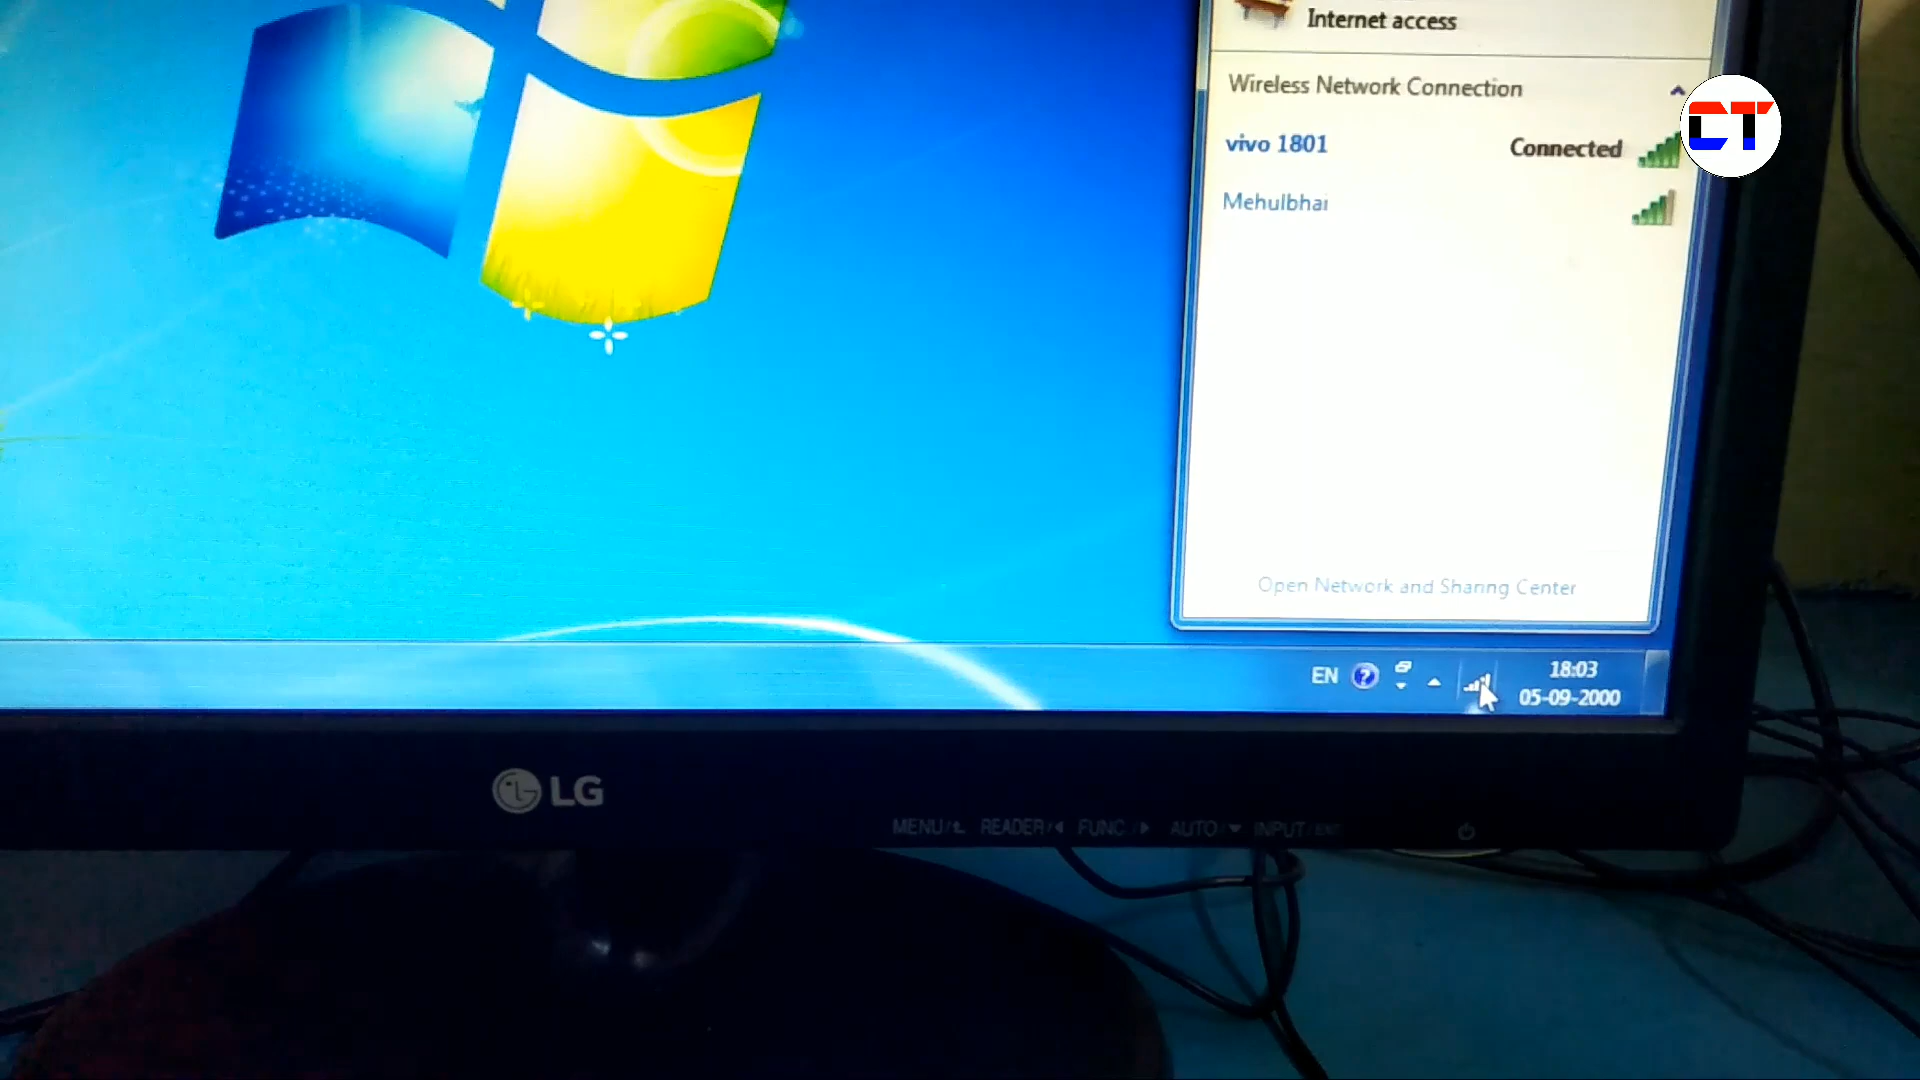 Internet access
Wireless Network Connection
CT
vivo 1801 Connected
Mehulbhai
Open Network and Sharing Center
EN ? 18:03
05-09-2000
LG
MENU/ READER/ FUNC./ AUTO/ INPUT/EXIT